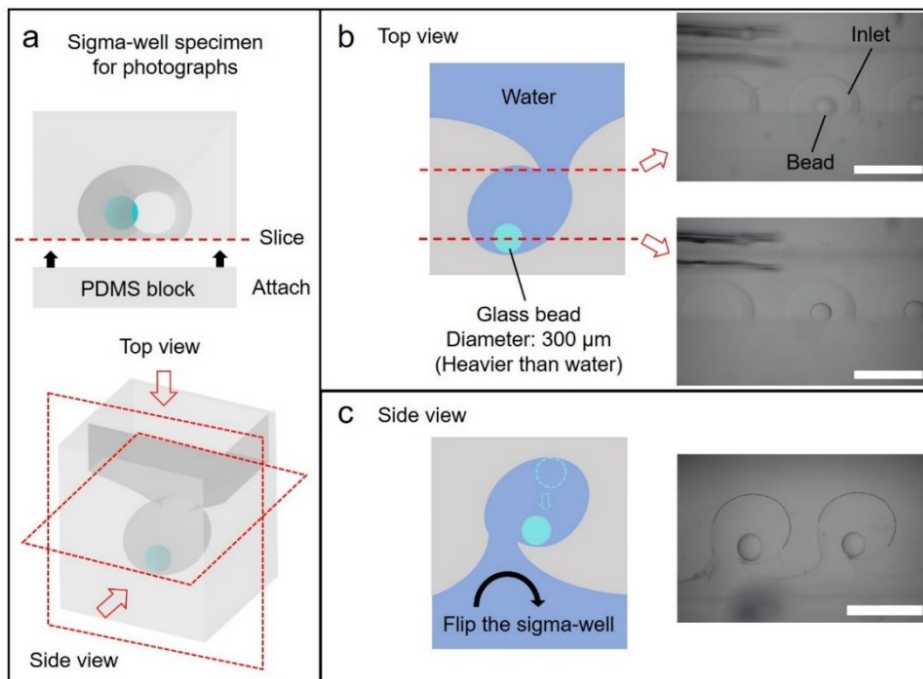 a
Sigma-well specimen
for photographs
Slice
PDMS block
Attach
Top view
Side view
b
Top view
Water
Glass bead
Diameter: 300 µm
(Heavier than water)
Inlet
Bead
c
Side view
Flip the sigma-well